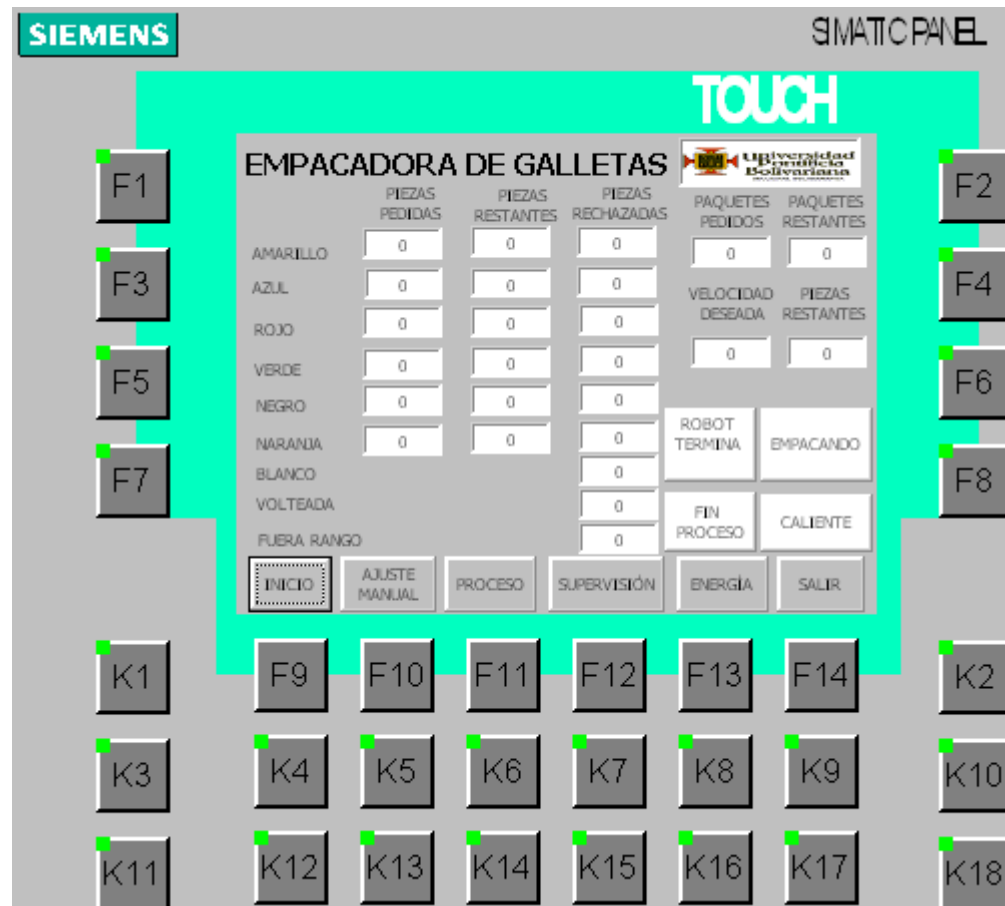 SIEMENS
SIMATIC PANEL
TOUCH
EMPACADORA DE GALLETAS
Universidad
Pontificia
Bolivariana
PIEZAS PEDIDAS
PIEZAS RESTANTES
PIEZAS RECHAZADAS
PAQUETES PEDIDOS
PAQUETES RESTANTES
AMARILLO 0 0 0
0 0
AZUL 0 0 0
VELOCIDAD DESEADA
PIEZAS RESTANTES
ROJO 0 0 0
0 0
VERDE 0 0 0
NEGRO 0 0 0
NARANJA 0 0 0
BLANCO 0
VOLTEADA 0
FUERA RANGO 0
ROBOT TERMINA
EMPACANDO
FIN PROCESO
CALIENTE
INICIO
AJUSTE MANUAL
PROCESO
SUPERVISIÓN
ENERGÍA
SALIR
F1 F2
F3 F4
F5 F6
F7 F8
K1 F9 F10 F11 F12 F13 F14 K2
K3 K4 K5 K6 K7 K8 K9 K10
K11 K12 K13 K14 K15 K16 K17 K18